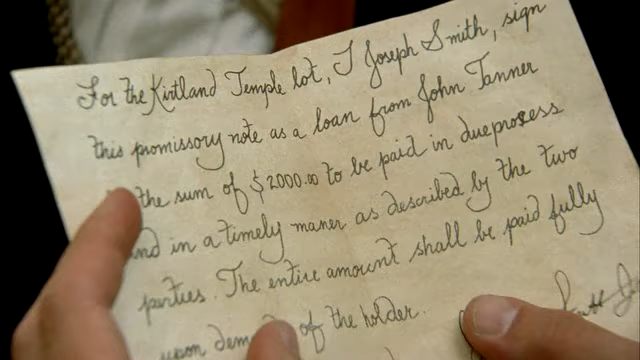 For the Kirtland Temple lot, I Joseph Smith, sign
this promissory note as a loan from John Tanner
the sum of $2000.00 to be paid in dueprosess
and in a timely maner as described by the two
parties. The entire amount shall be paid fully
upon of the holder.